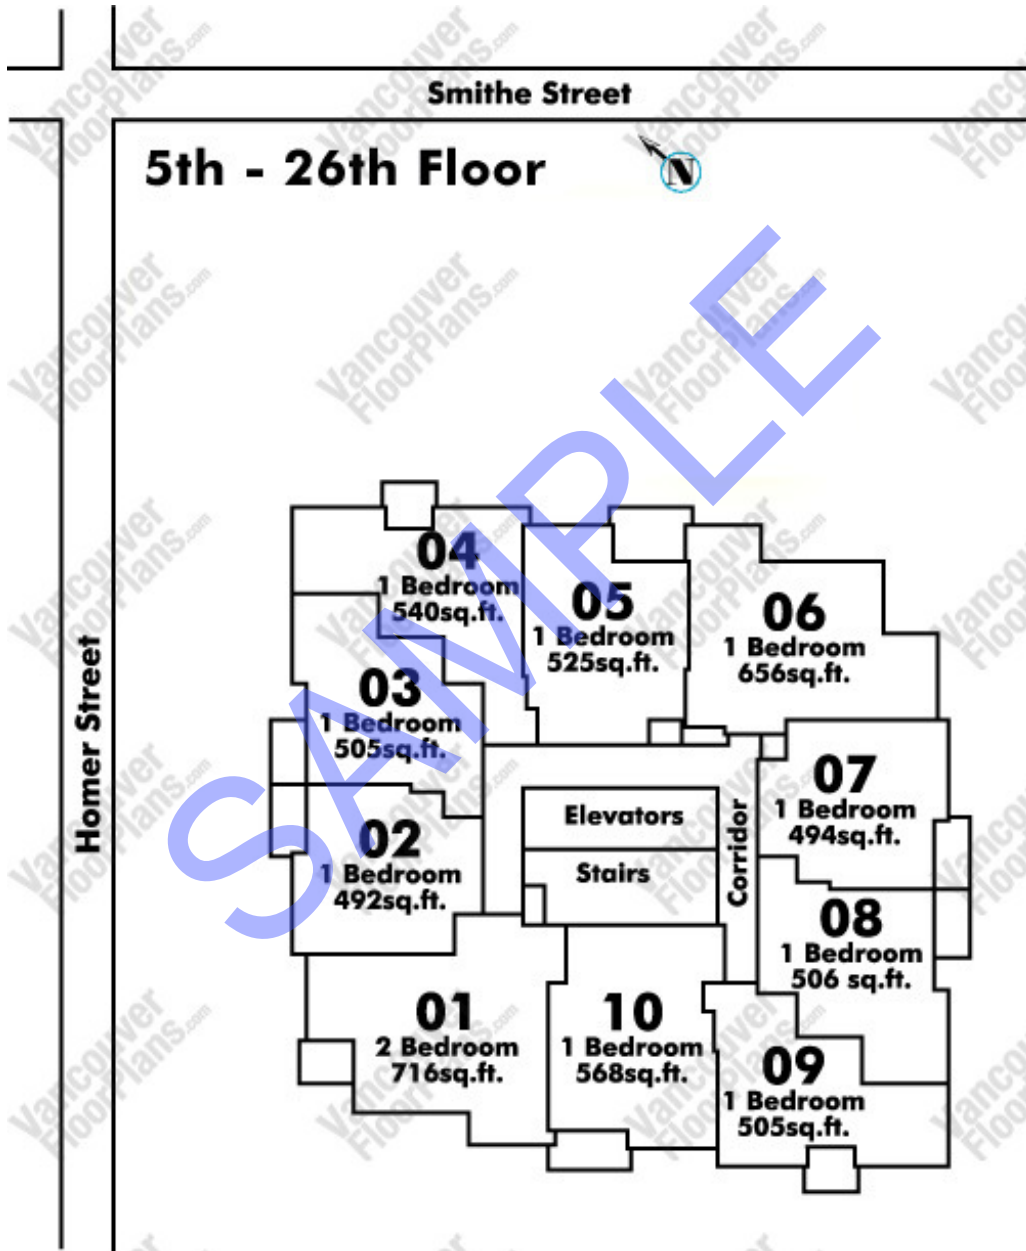 Smithe Street
5th - 26th Floor
N
Homer Street
04
1 Bedroom
540sq.ft.
05
1 Bedroom
525sq.ft.
06
1 Bedroom
656sq.ft.
03
1 Bedroom
505sq.ft.
07
1 Bedroom
494sq.ft.
Elevators
Stairs
Corridor
02
1 Bedroom
492sq.ft.
08
1 Bedroom
506 sq.ft.
01
2 Bedroom
716sq.ft.
10
1 Bedroom
568sq.ft.
09
1 Bedroom
505sq.ft.
SAMPLE
Vancouver
FloorPlans.com